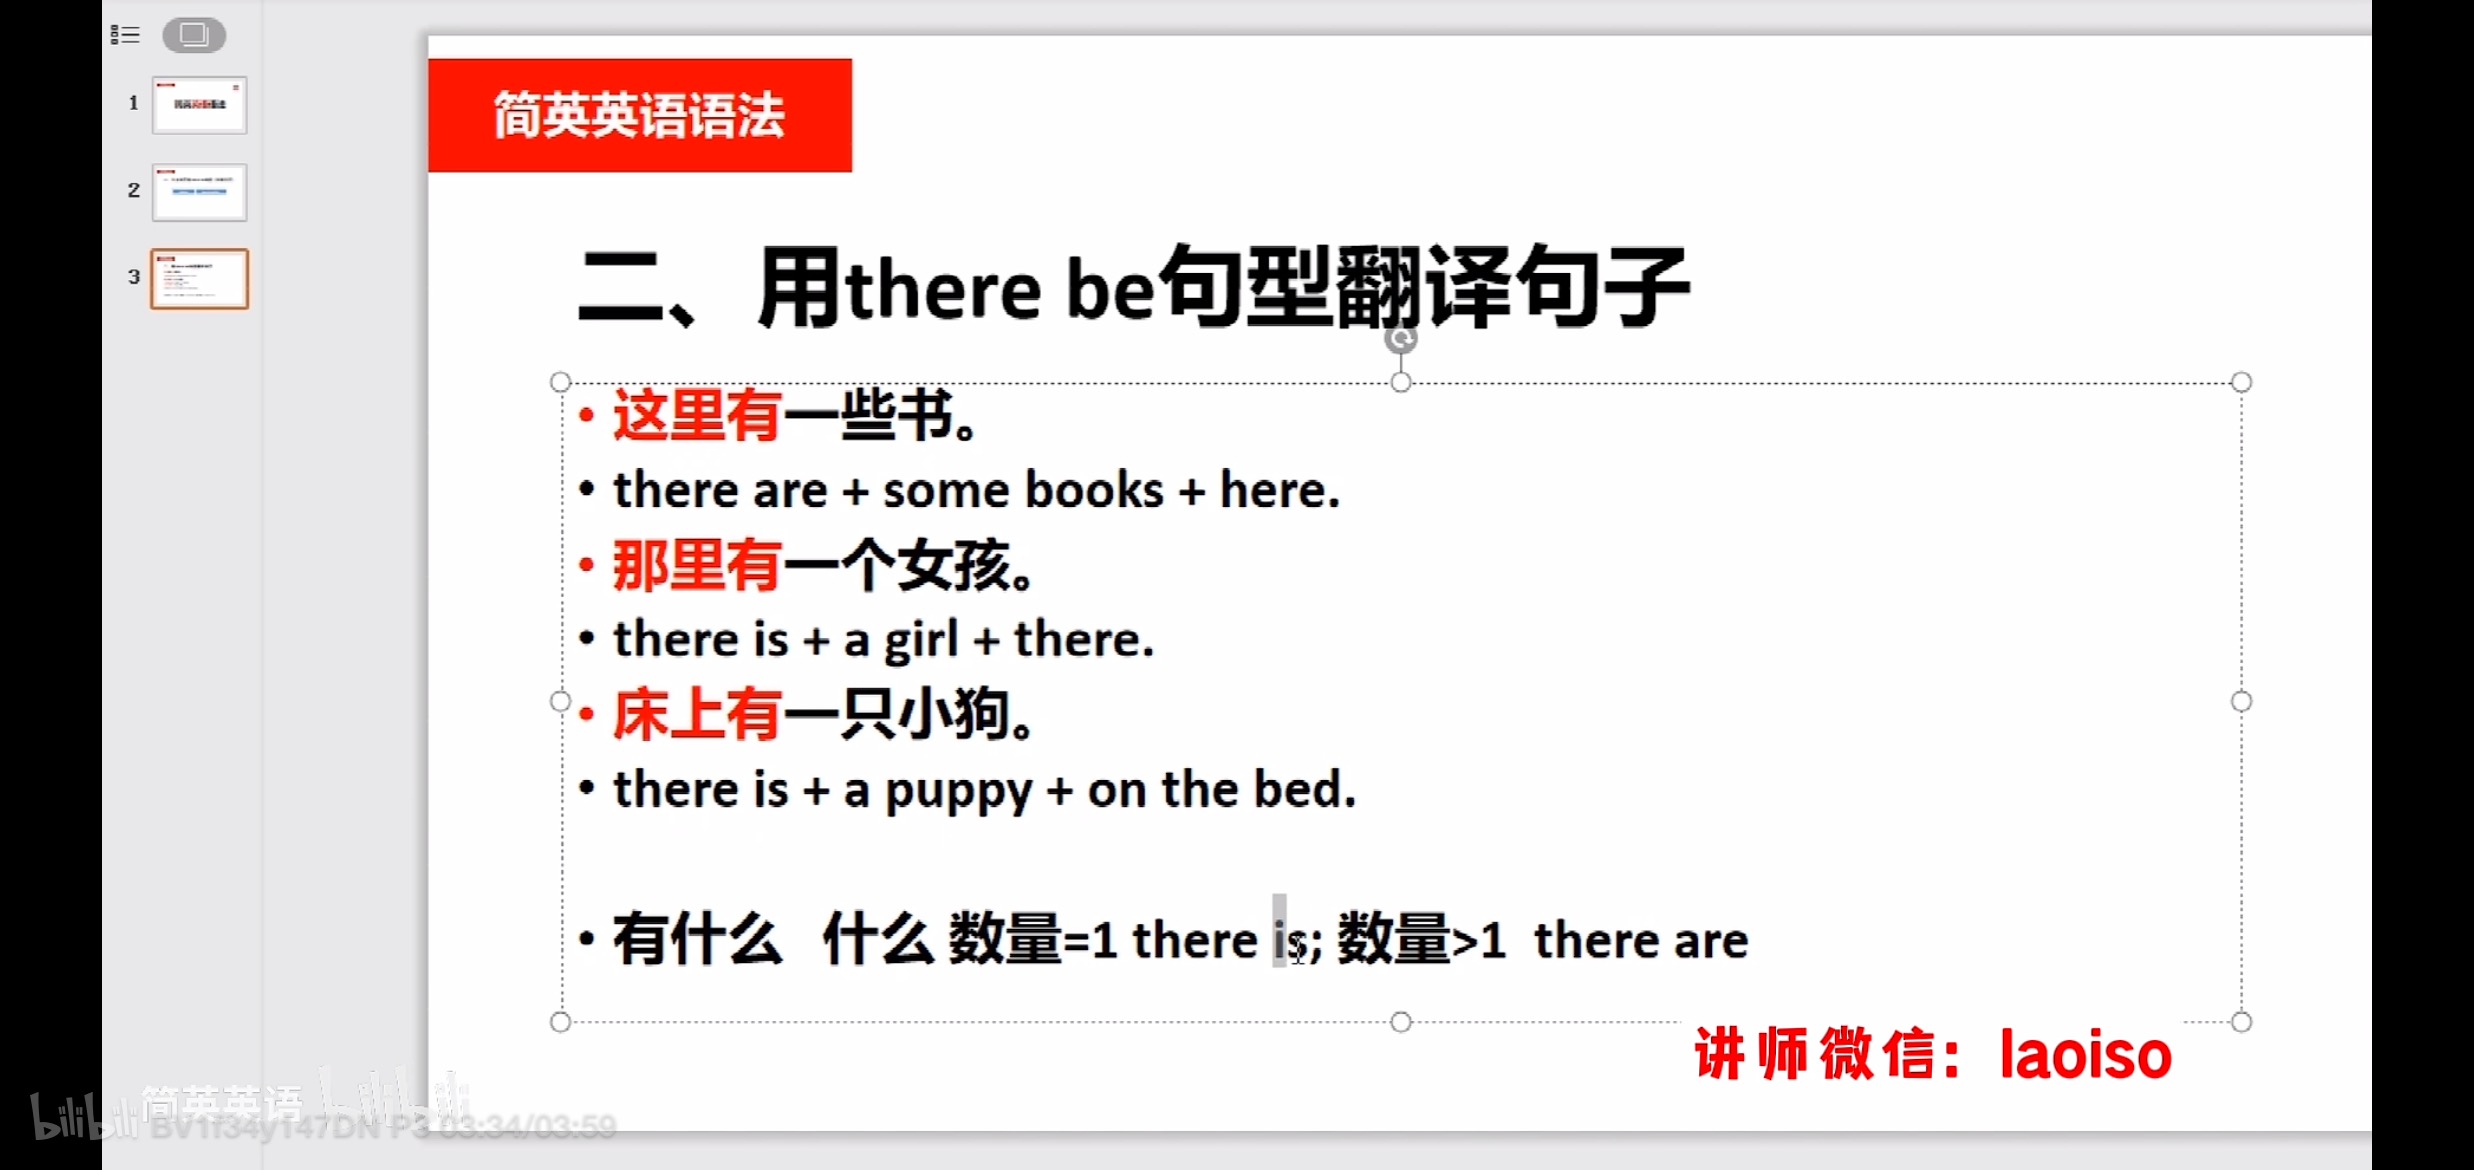 1
2
3
简英英语语法
二、用there be句型翻译句子
• 这里有一些书。
• there are + some books + here.
• 那里有一个女孩。
• there is + a girl + there.
• 床上有一只小狗。
• there is + a puppy + on the bed.
• 有什么 什么 数量=1 there is; 数量>1 there are
讲师微信：laoiso
bilibili 简英英语 bilibili
BV1f34y147DN P3 03:34/03:59